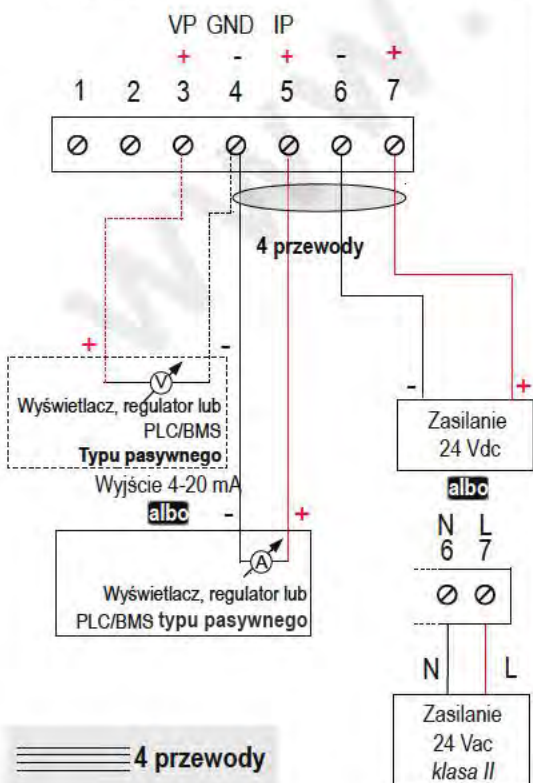 VP GND IP
+ - + - +
1 2 3 4 5 6 7
4 przewody
+ -
V
Wyświetlacz, regulator lub
PLC/BMS
Typu pasywnego
Wyjście 4-20 mA
albo
- +
A
Wyświetlacz, regulator lub
PLC/BMS typu pasywnego
- +
Zasilanie
24 Vdc
albo
N L
6 7
N L
Zasilanie
24 Vac
klasa II
4 przewody